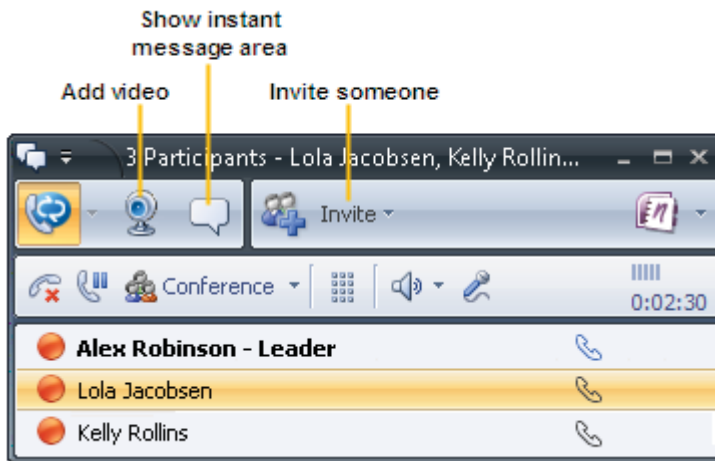 Show instant
message area
Add video
Invite someone
3 Participants - Lola Jacobsen, Kelly Rollin...
Invite
Conference
0:02:30
Alex Robinson - Leader
Lola Jacobsen
Kelly Rollins